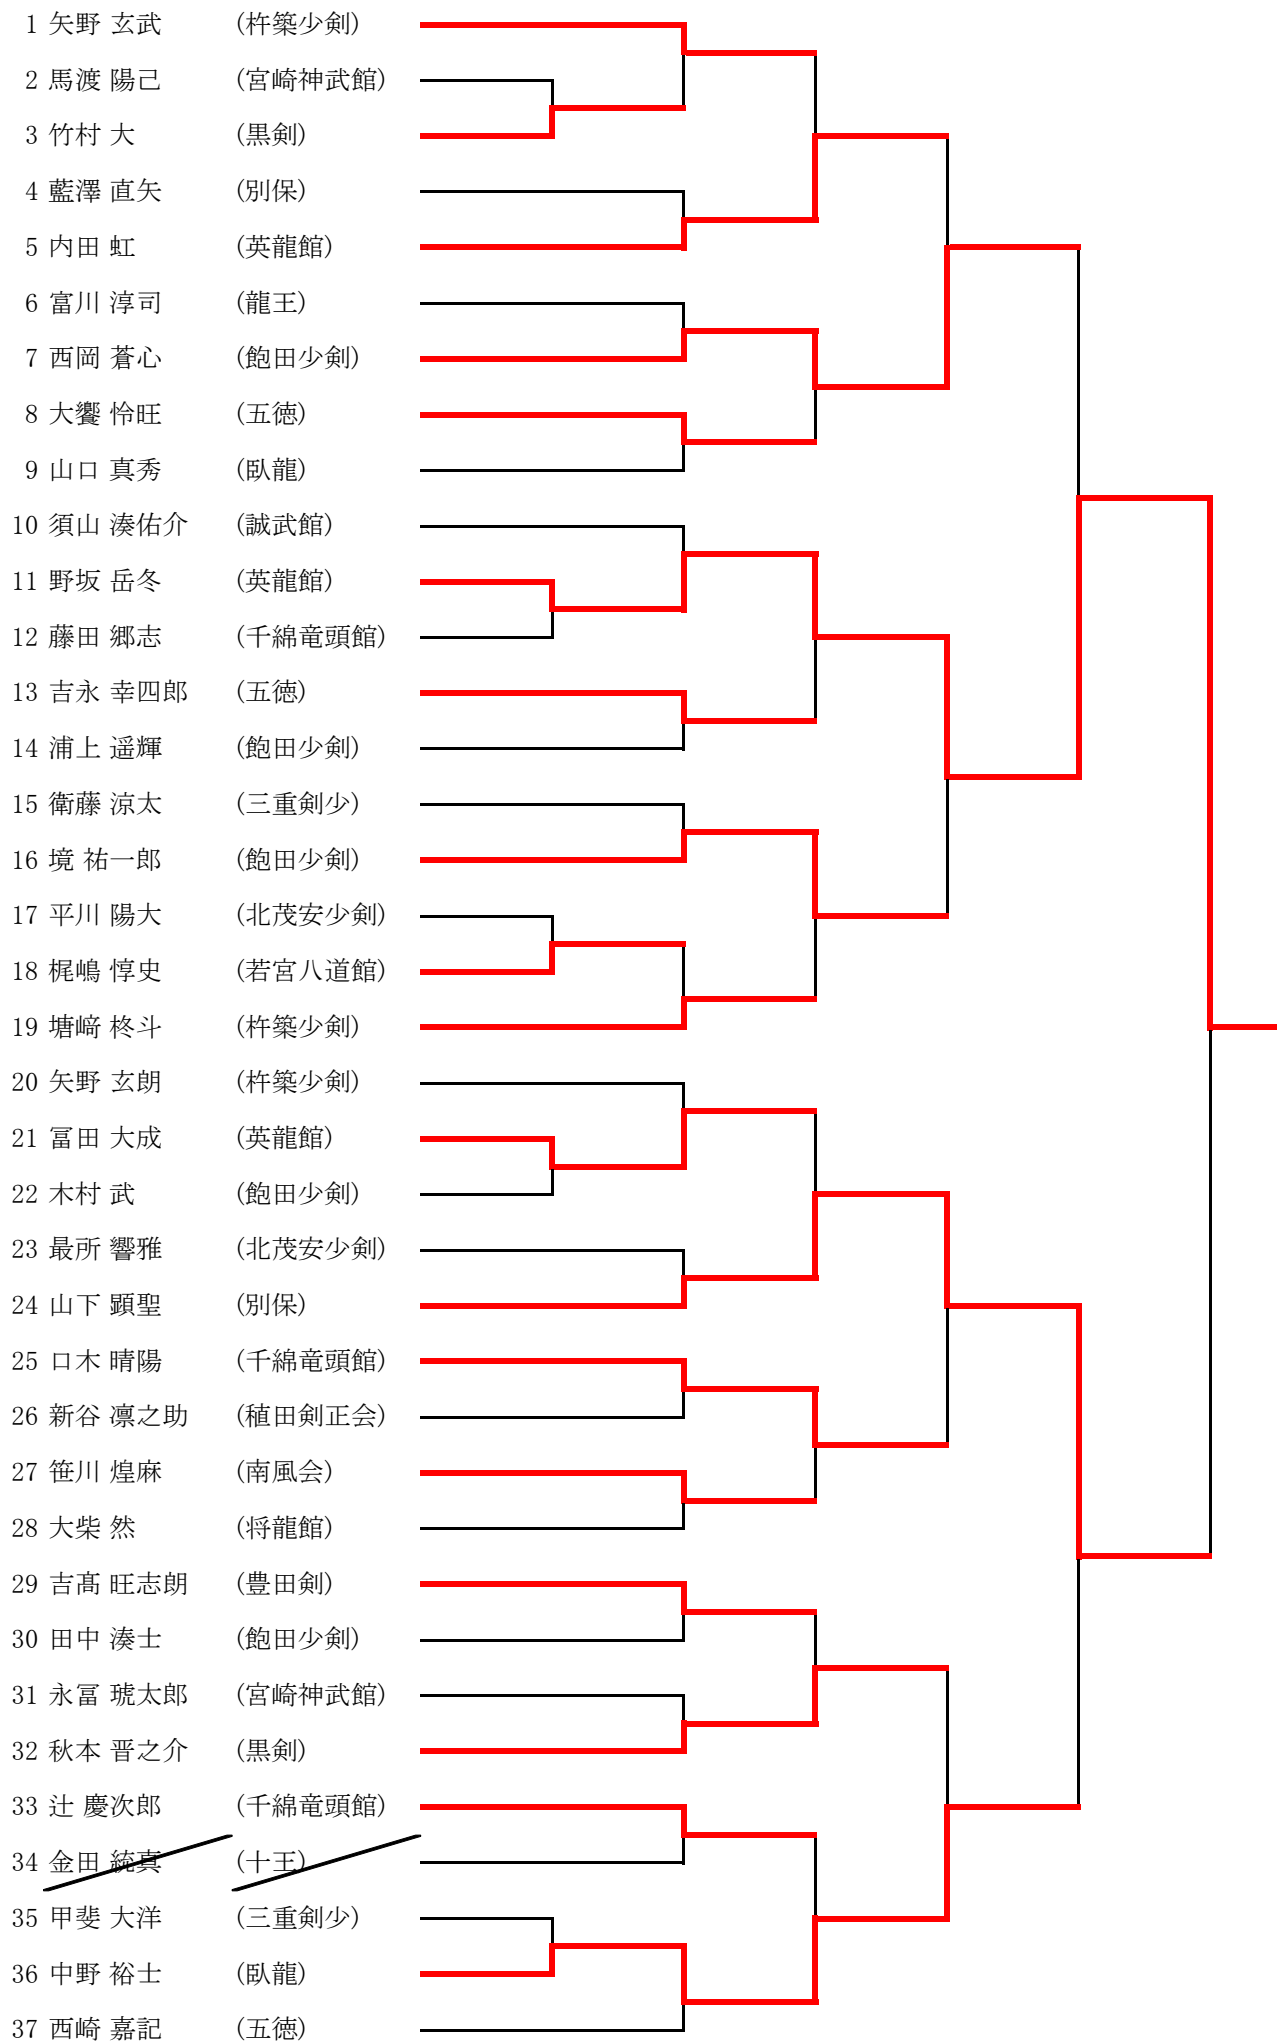 1 矢野 玄武 (杵築少剣)
2 馬渡 陽己 (宮崎神武館)
3 竹村 大 (黒剣)
4 藍澤 直矢 (別保)
5 内田 虹 (英龍館)
6 富川 淳司 (龍王)
7 西岡 蒼心 (飽田少剣)
8 大饗 怜旺 (五徳)
9 山口 真秀 (臥龍)
10 須山 湊佑介 (誠武館)
11 野坂 岳冬 (英龍館)
12 藤田 郷志 (千綿竜頭館)
13 吉永 幸四郎 (五徳)
14 浦上 遥輝 (飽田少剣)
15 衛藤 涼太 (三重剣少)
16 境 祐一郎 (飽田少剣)
17 平川 陽大 (北茂安少剣)
18 梶嶋 惇史 (若宮八道館)
19 塘﨑 柊斗 (杵築少剣)
20 矢野 玄朗 (杵築少剣)
21 冨田 大成 (英龍館)
22 木村 武 (飽田少剣)
23 最所 響雅 (北茂安少剣)
24 山下 顕聖 (別保)
25 口木 晴陽 (千綿竜頭館)
26 新谷 凛之助 (稙田剣正会)
27 笹川 煌麻 (南風会)
28 大柴 然 (将龍館)
29 吉髙 旺志朗 (豊田剣)
30 田中 湊士 (飽田少剣)
31 永冨 琥太郎 (宮崎神武館)
32 秋本 晋之介 (黒剣)
33 辻 慶次郎 (千綿竜頭館)
34 金田 統真 (十王)
35 甲斐 大洋 (三重剣少)
36 中野 裕士 (臥龍)
37 西崎 嘉記 (五徳)